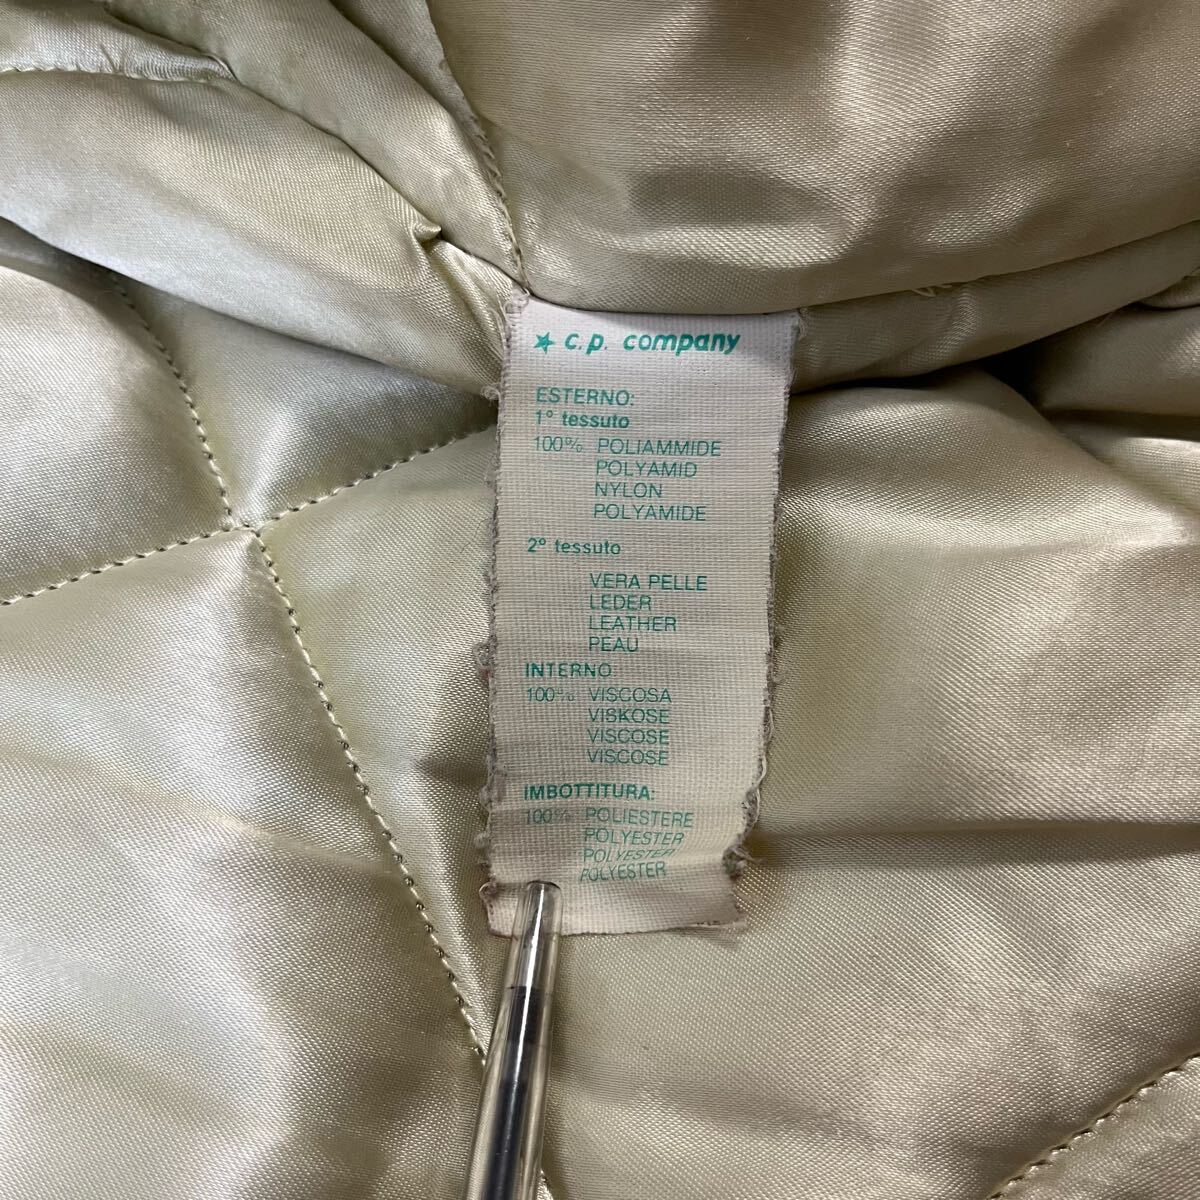 ★ c.p. company
ESTERNO:
1° tessuto
100% POLIAMMIDE
POLYAMID
NYLON
POLYAMIDE
2° tessuto
VERA PELLE
LEDER
LEATHER
PEAU
INTERNO
100% VISCOSA
VISKOSE
VISCOSE
VISCOSE
IMBOTTITURA:
100% POLIESTERE
POLYESTER
POLYESTER
POLYESTER